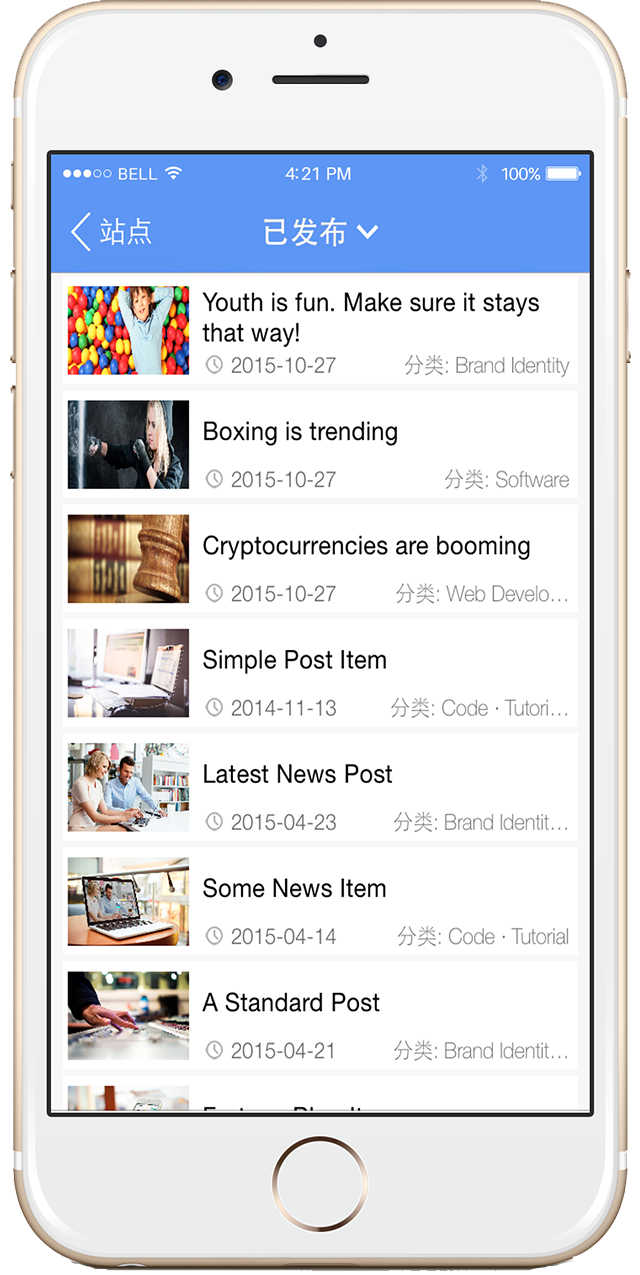 BELL 4:21 PM 100%
站点 已发布
Youth is fun. Make sure it stays
that way!
2015-10-27 分类: Brand Identity
Boxing is trending
2015-10-27 分类: Software
Cryptocurrencies are booming
2015-10-27 分类: Web Develo…
Simple Post Item
2014-11-13 分类: Code · Tutori…
Latest News Post
2015-04-23 分类: Brand Identit…
Some News Item
2015-04-14 分类: Code · Tutorial
A Standard Post
2015-04-21 分类: Brand Identit…